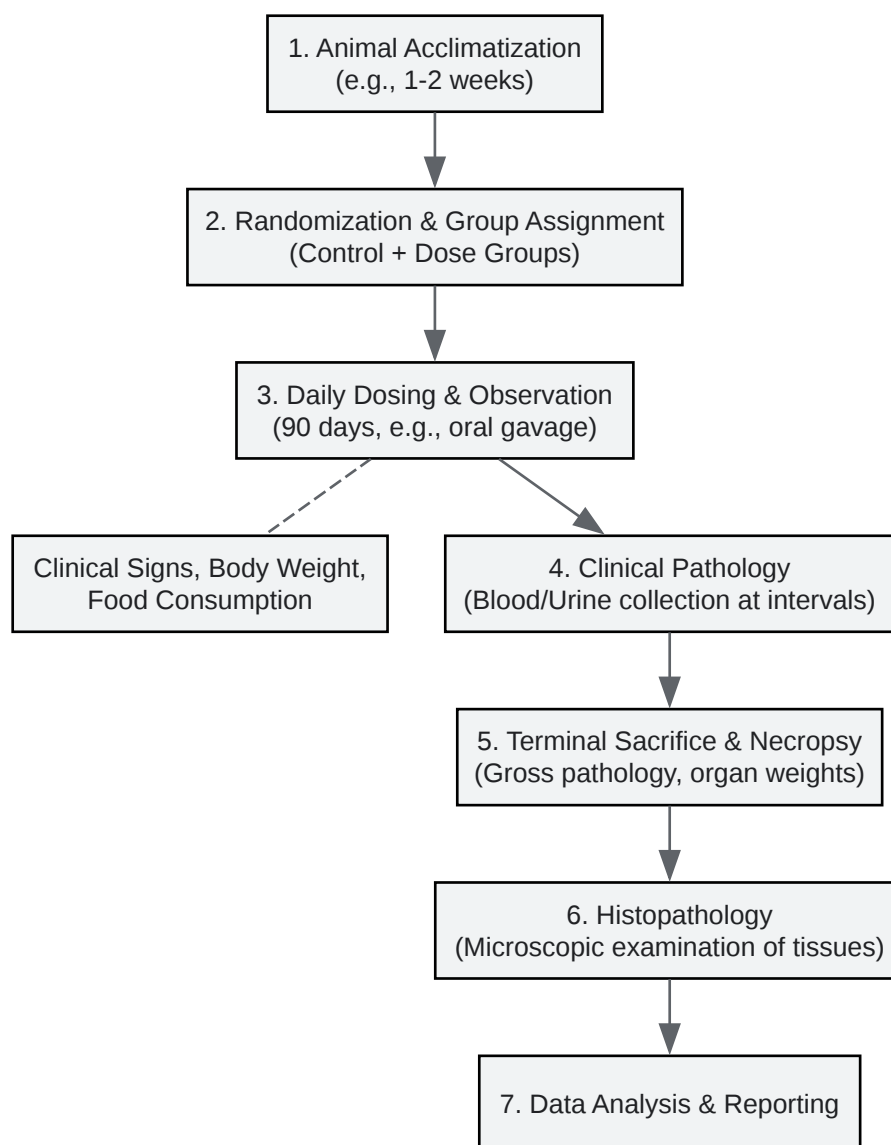 1. Animal Acclimatization
(e.g., 1-2 weeks)
2. Randomization & Group Assignment
(Control + Dose Groups)
3. Daily Dosing & Observation
(90 days, e.g., oral gavage)
Clinical Signs, Body Weight,
Food Consumption
4. Clinical Pathology
(Blood/Urine collection at intervals)
5. Terminal Sacrifice & Necropsy
(Gross pathology, organ weights)
6. Histopathology
(Microscopic examination of tissues)
7. Data Analysis & Reporting